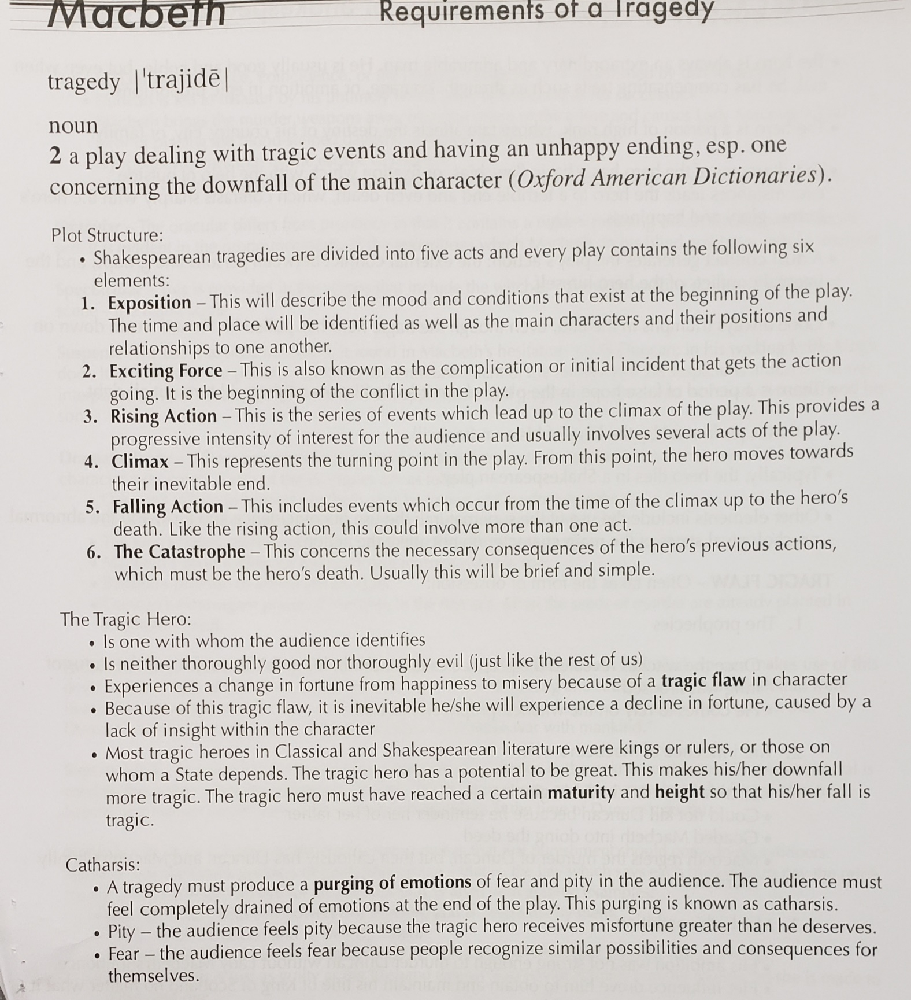 Macbeth Requirements of a Tragedy
tragedy |ˈtrajidē|
noun
2 a play dealing with tragic events and having an unhappy ending, esp. one
concerning the downfall of the main character (Oxford American Dictionaries).
Plot Structure:
• Shakespearean tragedies are divided into five acts and every play contains the following six
elements:
1. Exposition – This will describe the mood and conditions that exist at the beginning of the play.
The time and place will be identified as well as the main characters and their positions and
relationships to one another.
2. Exciting Force – This is also known as the complication or initial incident that gets the action
going. It is the beginning of the conflict in the play.
3. Rising Action – This is the series of events which lead up to the climax of the play. This provides a
progressive intensity of interest for the audience and usually involves several acts of the play.
4. Climax – This represents the turning point in the play. From this point, the hero moves towards
their inevitable end.
5. Falling Action – This includes events which occur from the time of the climax up to the hero's
death. Like the rising action, this could involve more than one act.
6. The Catastrophe – This concerns the necessary consequences of the hero's previous actions,
which must be the hero's death. Usually this will be brief and simple.
The Tragic Hero:
• Is one with whom the audience identifies
• Is neither thoroughly good nor thoroughly evil (just like the rest of us)
• Experiences a change in fortune from happiness to misery because of a tragic flaw in character
• Because of this tragic flaw, it is inevitable he/she will experience a decline in fortune, caused by a
lack of insight within the character
• Most tragic heroes in Classical and Shakespearean literature were kings or rulers, or those on
whom a State depends. The tragic hero has a potential to be great. This makes his/her downfall
more tragic. The tragic hero must have reached a certain maturity and height so that his/her fall is
tragic.
Catharsis:
• A tragedy must produce a purging of emotions of fear and pity in the audience. The audience must
feel completely drained of emotions at the end of the play. This purging is known as catharsis.
• Pity – the audience feels pity because the tragic hero receives misfortune greater than he deserves.
• Fear – the audience feels fear because people recognize similar possibilities and consequences for
themselves.